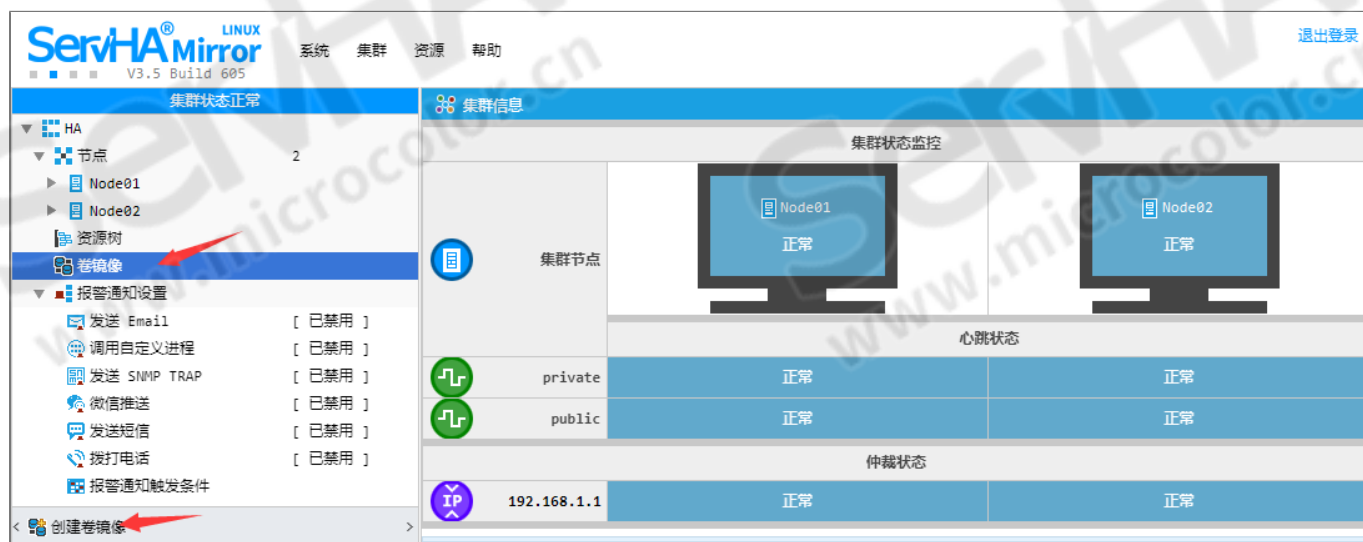 ServHA® Mirror LINUX
V3.5 Build 605
系统 集群 资源 帮助
退出登录
集群状态正常
HA
节点 2
Node01
Node02
资源树
卷镜像
报警通知设置
发送 Email [ 已禁用 ]
调用自定义进程 [ 已禁用 ]
发送 SNMP TRAP [ 已禁用 ]
微信推送 [ 已禁用 ]
发送短信 [ 已禁用 ]
拨打电话 [ 已禁用 ]
报警通知触发条件
< 创建卷镜像 >
集群信息
集群状态监控
集群节点
Node01
正常
Node02
正常
心跳状态
private 正常 正常
public 正常 正常
仲裁状态
IP 192.168.1.1 正常 正常
ServHA
www.microcolor.cn
ServHA
www.microcolor.cn